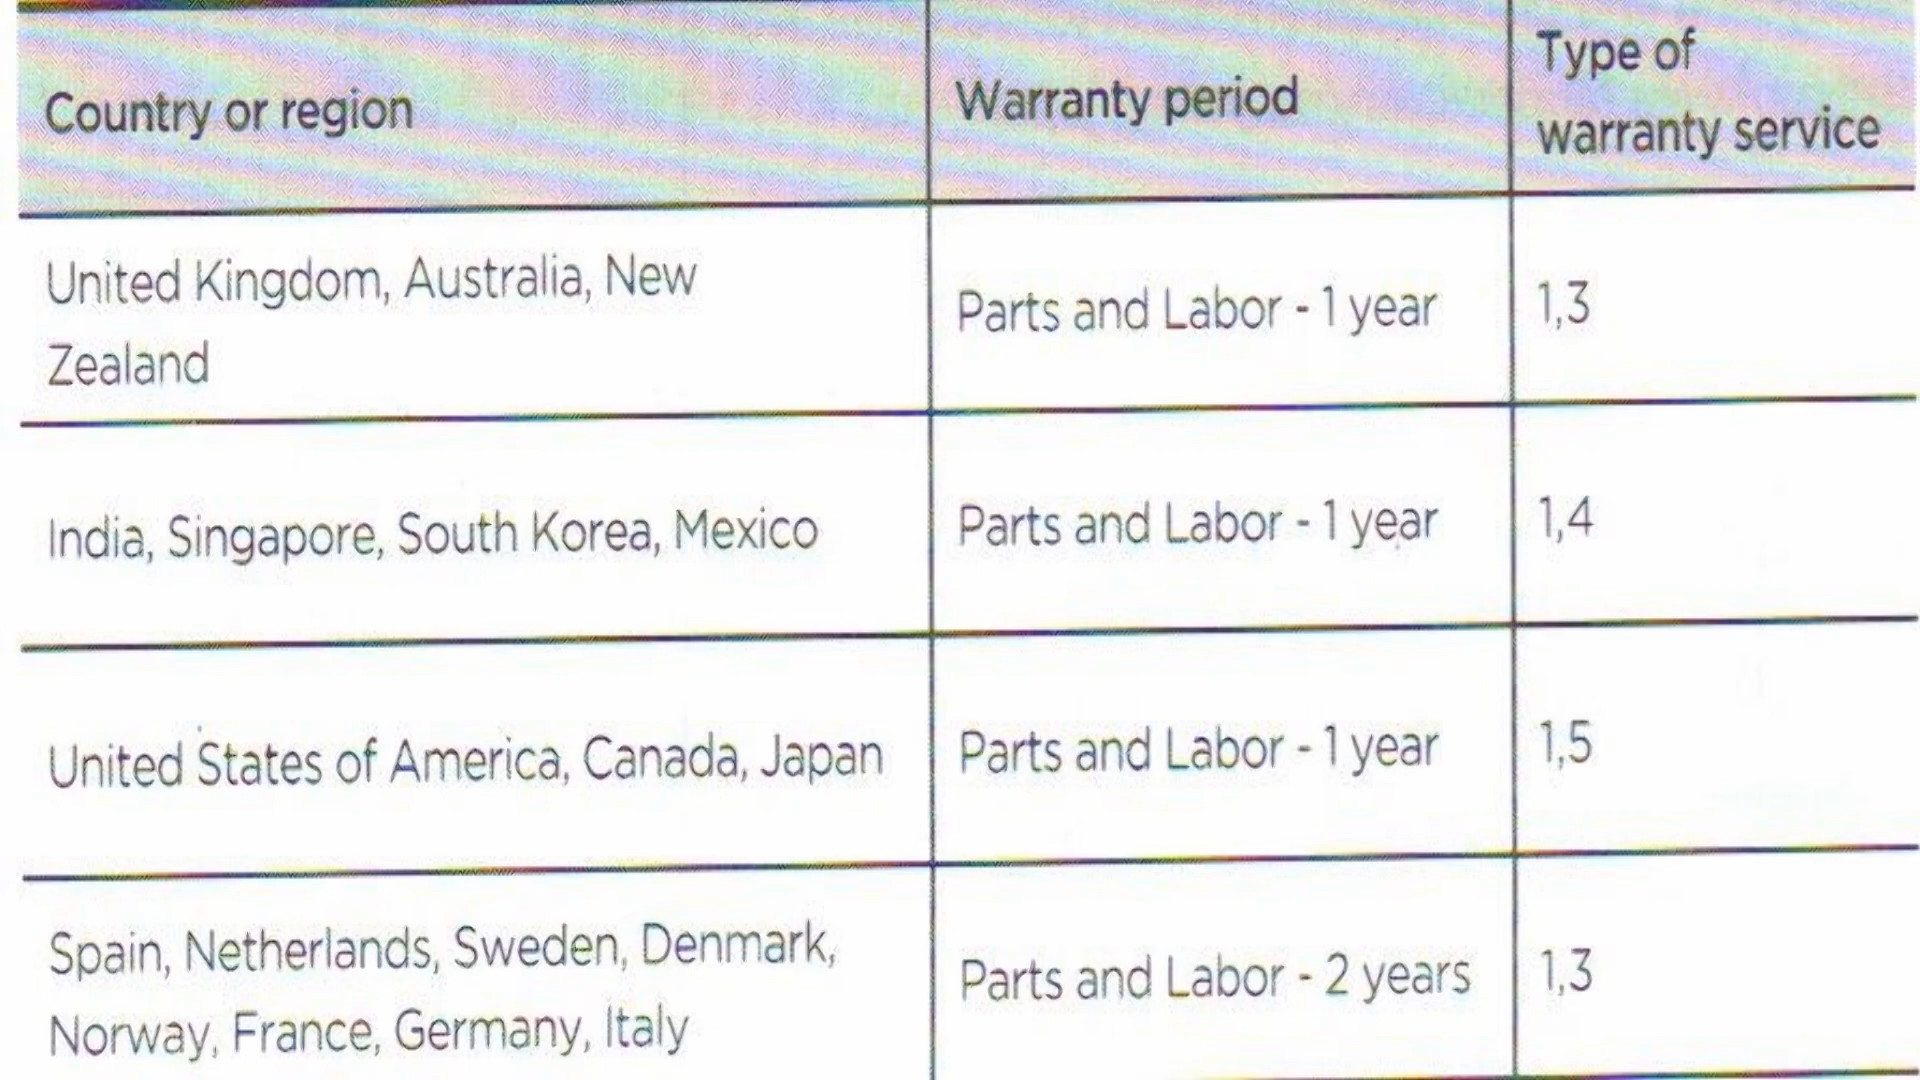 Country or region
Warranty period
Type of
warranty service
United Kingdom, Australia, New
Zealand
Parts and Labor - 1 year
1,3
India, Singapore, South Korea, Mexico
Parts and Labor - 1 year
1,4
United States of America, Canada, Japan
Parts and Labor - 1 year
1,5
Spain, Netherlands, Sweden, Denmark,
Norway, France, Germany, Italy
Parts and Labor - 2 years
1,3